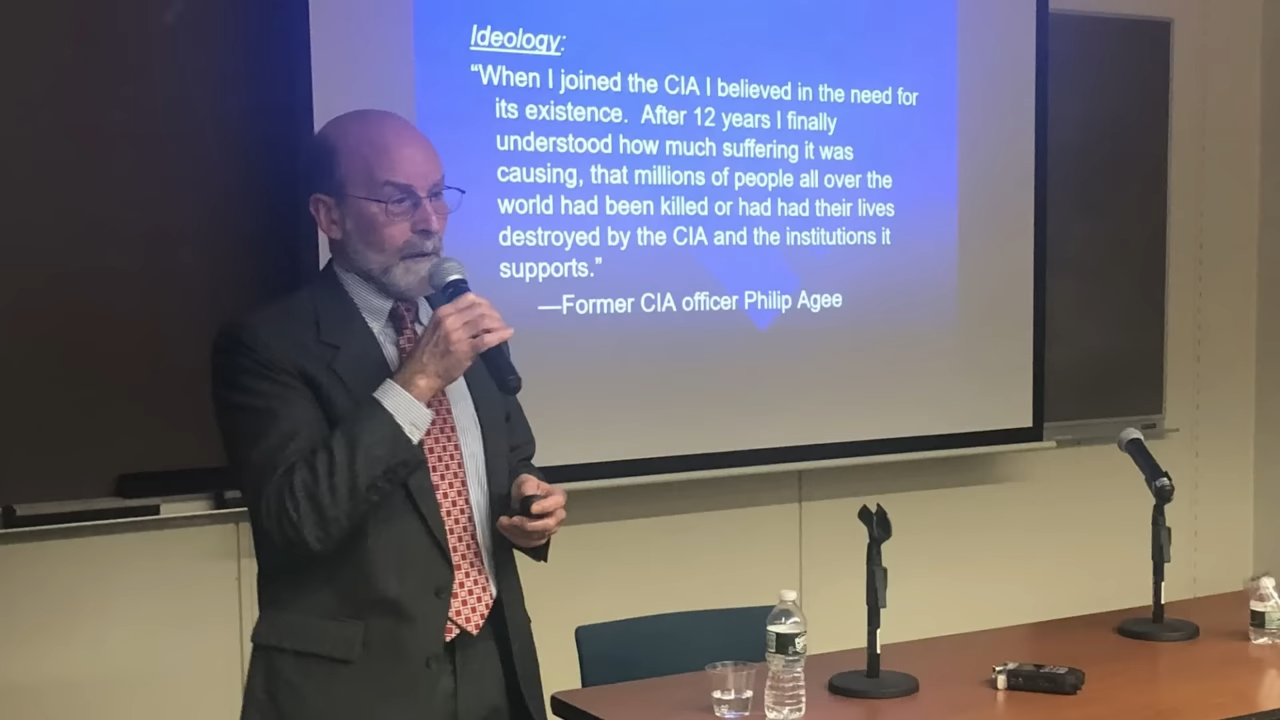 Ideology:
“When I joined the CIA I believed in the need for
its existence. After 12 years I finally
understood how much suffering it was
causing, that millions of people all over the
world had been killed or had had their lives
destroyed by the CIA and the institutions it
supports.”
—Former CIA officer Philip Agee